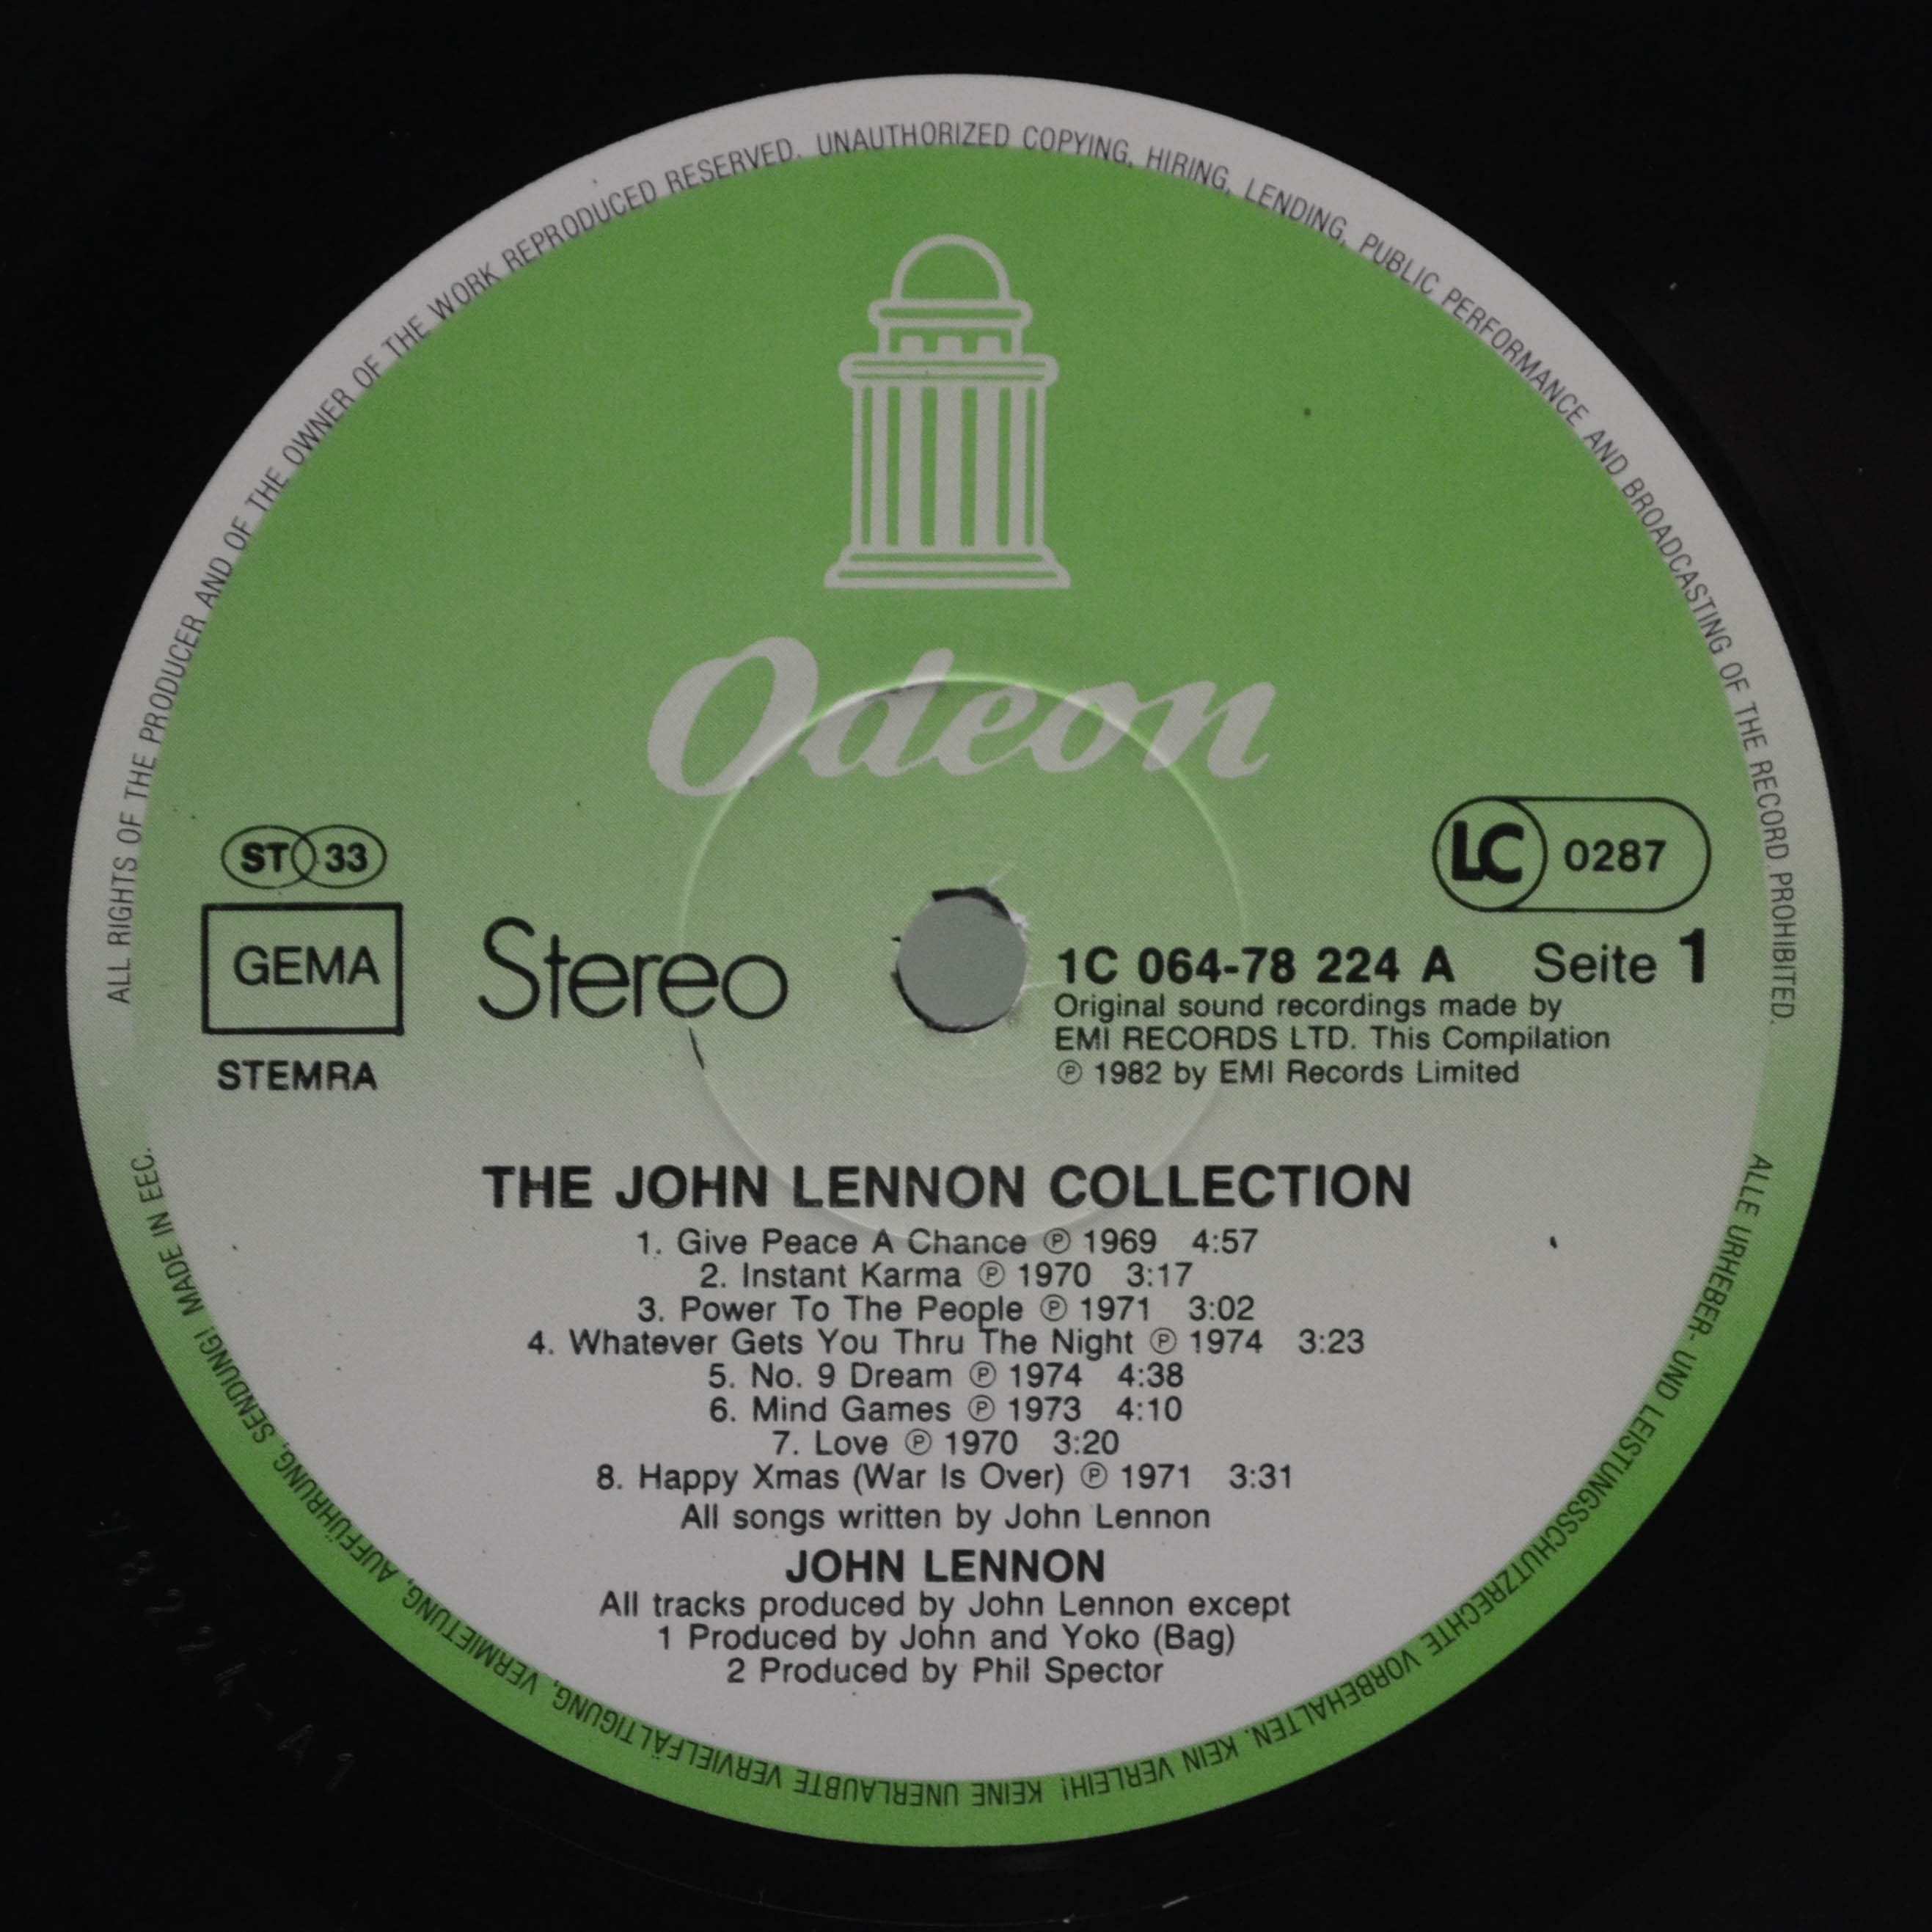 ALL RIGHTS OF THE PRODUCER AND OF THE OWNER OF THE WORK REPRODUCED RESERVED. UNAUTHORIZED COPYING, HIRING, LENDING, PUBLIC PERFORMANCE AND BROADCASTING OF THE RECORD PROHIBITED.
Odeon
ST 33
LC 0287
GEMA
STEMRA
Stereo
1C 064-78 224 A Seite 1
Original sound recordings made by
EMI RECORDS LTD. This Compilation
℗ 1982 by EMI Records Limited
THE JOHN LENNON COLLECTION
1. Give Peace A Chance ℗ 1969 4:57
2. Instant Karma ℗ 1970 3:17
3. Power To The People ℗ 1971 3:02
4. Whatever Gets You Thru The Night ℗ 1974 3:23
5. No. 9 Dream ℗ 1974 4:38
6. Mind Games ℗ 1973 4:10
7. Love ℗ 1970 3:20
8. Happy Xmas (War Is Over) ℗ 1971 3:31
All songs written by John Lennon
JOHN LENNON
All tracks produced by John Lennon except
1 Produced by John and Yoko (Bag)
2 Produced by Phil Spector
ALLE URHEBER- UND LEISTUNGSSCHUTZRECHTE VORBEHALTEN. KEIN VERLEIH! KEINE UNERLAUBTE VERVIELFÄLTIGUNG, VERMIETUNG, AUFFÜHRUNG, SENDUNG! MADE IN EEC.